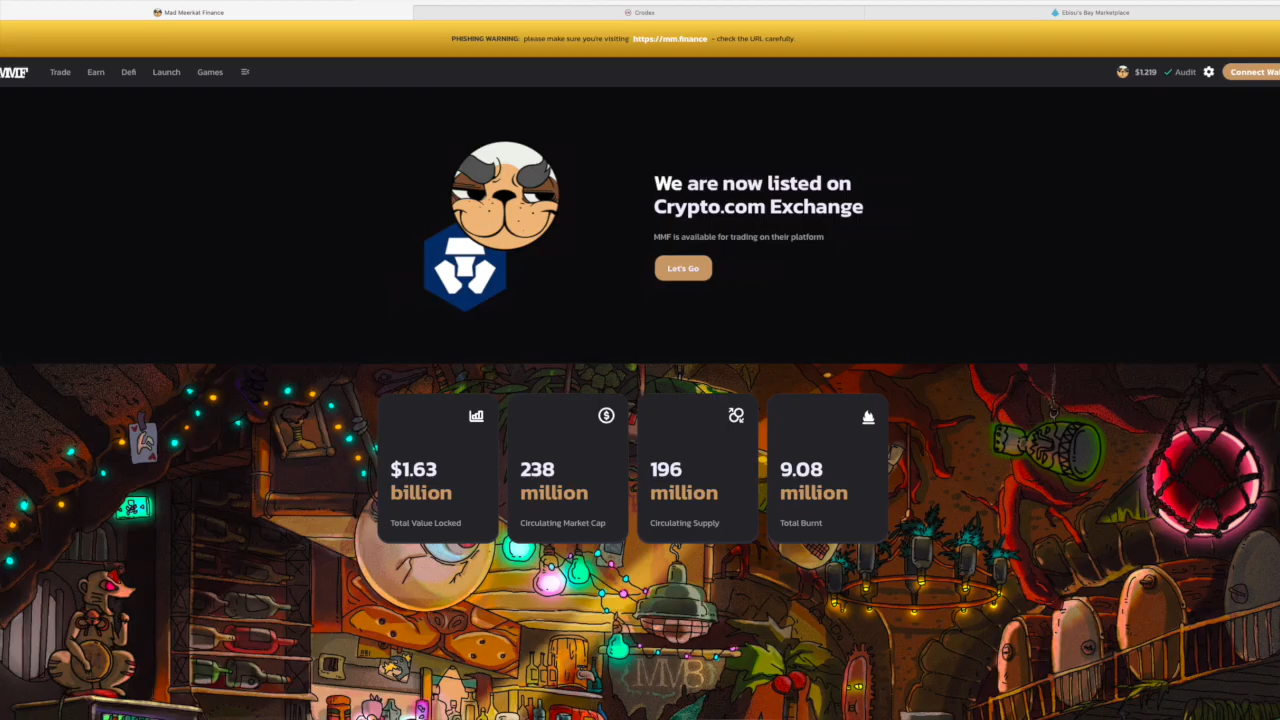 Mad Meerkat Finance
Crodex
Ebisu's Bay Marketplace
PHISHING WARNING: please make sure you're visiting https://mm.finance - check the URL carefully.
MMF
Trade
Earn
Defi
Launch
Games
$1.219
Audit
Connect Wal
We are now listed on
Crypto.com Exchange
MMF is available for trading on their platform
Let's Go
$1.63
billion
Total Value Locked
238
million
Circulating Market Cap
196
million
Circulating Supply
9.08
million
Total Burnt
MMB